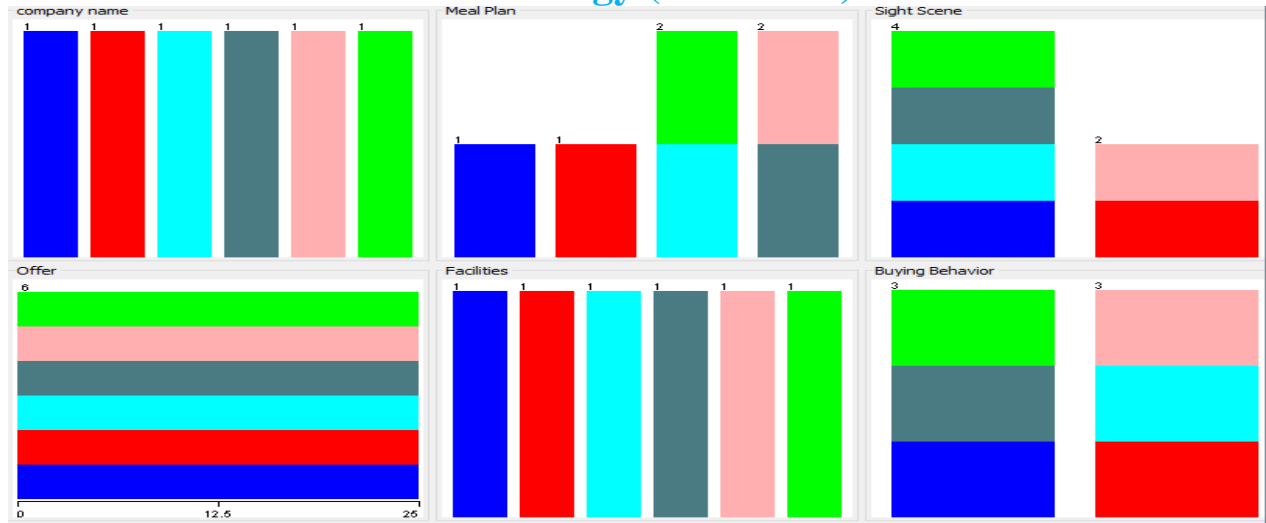 company name
1 1 1 1 1 1
Meal Plan
1 1 2 2
Sight Scene
4 2
Offer
6
0 12.5 25
Facilities
1 1 1 1 1 1
Buying Behavior
3 3